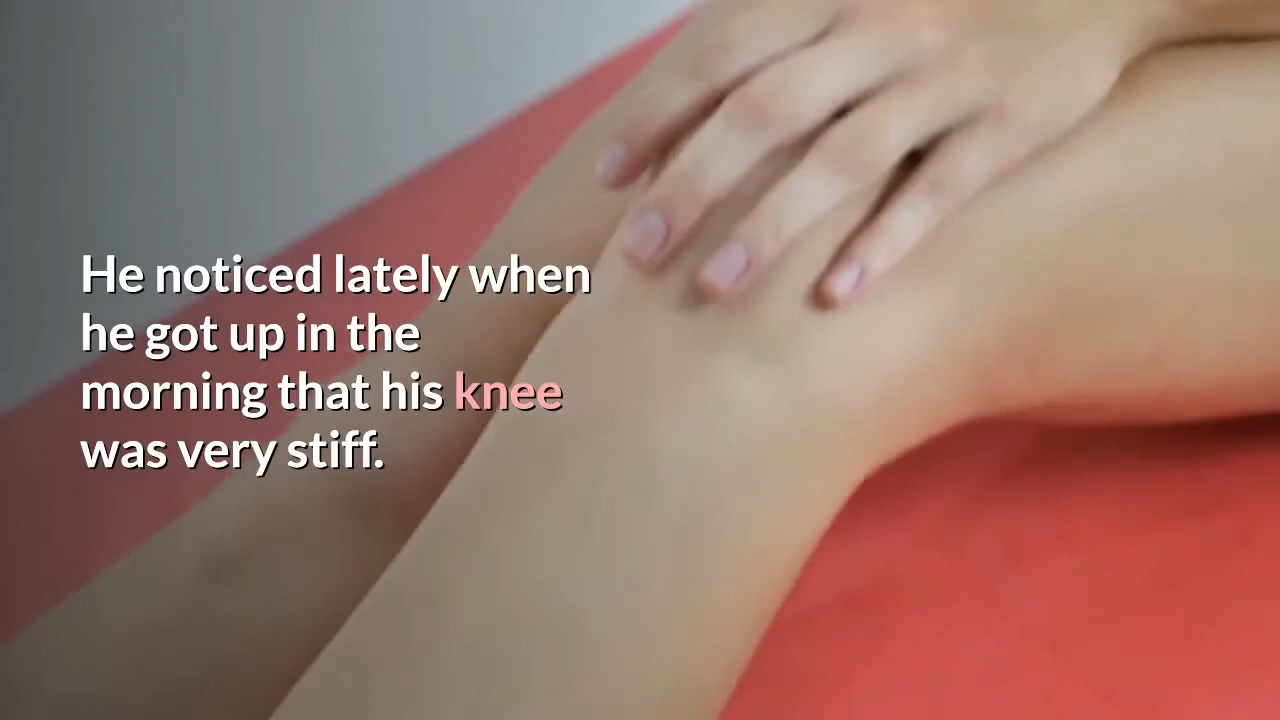 He noticed lately when
he got up in the
morning that his knee
was very stiff.